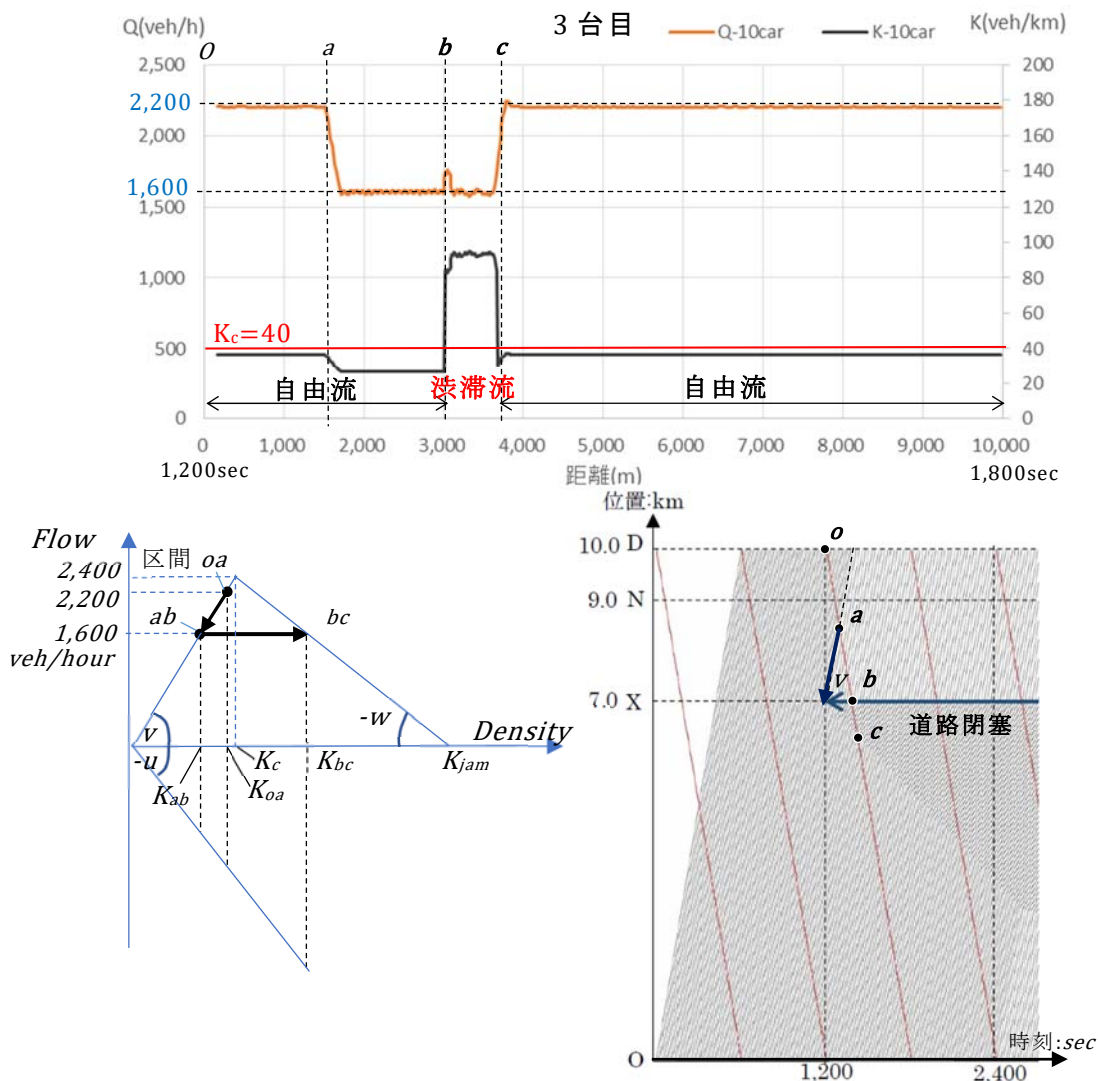 Q(veh/h) 3 台目 Q-10car K-10car K(veh/km)
O a b c
2,500 200
2,200 180
2,000 160
140
1,600 120
1,500 100
1,000 80
60
Kc=40
500 40
自由流 渋滞流 自由流 20
0 0
0 1,000 2,000 3,000 4,000 5,000 6,000 7,000 8,000 9,000 10,000
1,200sec 距離(m) 1,800sec
Flow
区間 oa
2,400
2,200
ab bc
1,600
veh/hour
-w
v Density
-u Kc Kbc Kjam
Kab Koa
位置:km
o
10.0 D
9.0 N
a
v b
7.0 X
道路閉塞
c
時刻:sec
O
1,200 2,400